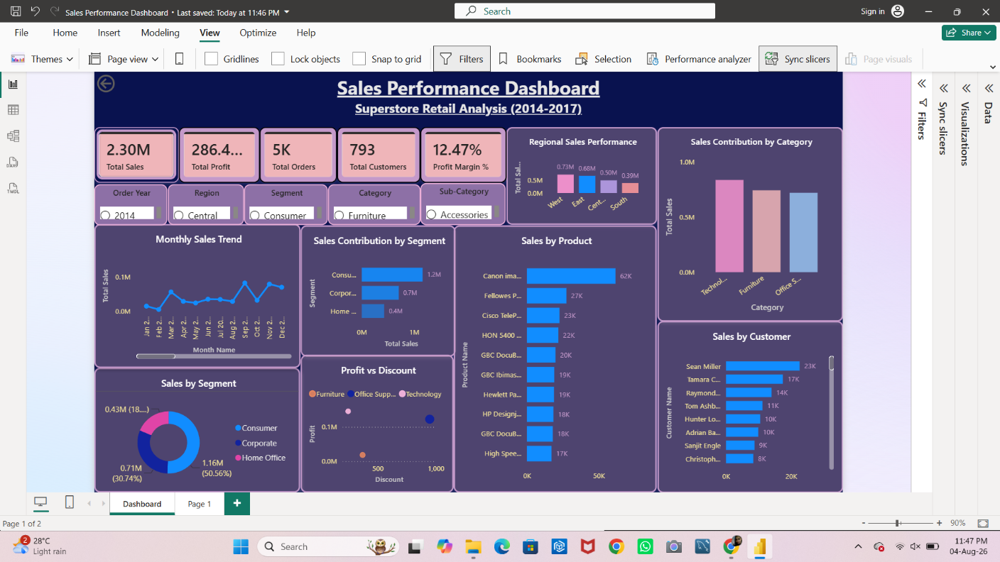 Sales Performance Dashboard • Last saved: Today at 11:46 PM
Search
Sign in
File Home Insert Modeling View Optimize Help
Share
Themes Page view Gridlines Lock objects Snap to grid Filters Bookmarks Selection Performance analyzer Sync slicers Page visuals
Sales Performance Dashboard
Superstore Retail Analysis (2014-2017)
2.30M
Total Sales
286.4...
Total Profit
5K
Total Orders
793
Total Customers
12.47%
Profit Margin %
Order Year
2014
Region
Central
Segment
Consumer
Category
Furniture
Sub-Category
Accessories
Regional Sales Performance
Total Sal...
0.5M
0.0M
0.73M
0.68M
0.50M
0.39M
West
East
Cent...
South
Sales Contribution by Category
Total Sales
1.0M
0.5M
0.0M
Technol...
Furniture
Office S...
Category
Monthly Sales Trend
Total Sales
0.1M
0.0M
Jan 2...
Feb 2...
Mar 2...
Apr 2...
May 2...
Jun 2...
Jul 20...
Aug 2...
Sep 2...
Oct 2...
Nov 2...
Dec 2...
Month Name
Sales Contribution by Segment
Segment
Consu... 1.2M
Corpor... 0.7M
Home ... 0.4M
0M 1M
Total Sales
Sales by Product
Product Name
Canon ima... 62K
Fellowes P... 27K
Cisco TeleP... 23K
HON 5400 ... 22K
GBC DocuB... 20K
GBC Ibimas... 19K
Hewlett Pa... 19K
HP Designj... 18K
GBC DocuB... 18K
High Spee... 17K
0K 50K
Sales by Customer
Customer Name
Sean Miller 23K
Tamara C... 17K
Raymond... 14K
Tom Ashb... 11K
Hunter Lo... 10K
Adrian Ba... 10K
Sanjit Engle 9K
Christoph... 8K
0K 20K
Sales by Segment
0.43M (18....)
0.71M
(30.74%)
1.16M
(50.56%)
Consumer
Corporate
Home Office
Profit vs Discount
Furniture Office Supp... Technology
Profit
0.1M
0.0M
500 1,000
Discount
Filters
Sync slicers
Visualizations
Data
Dashboard Page 1
Page 1 of 2
- + 90%
2
28°C
Light rain
Search
11:47 PM
04-Aug-26